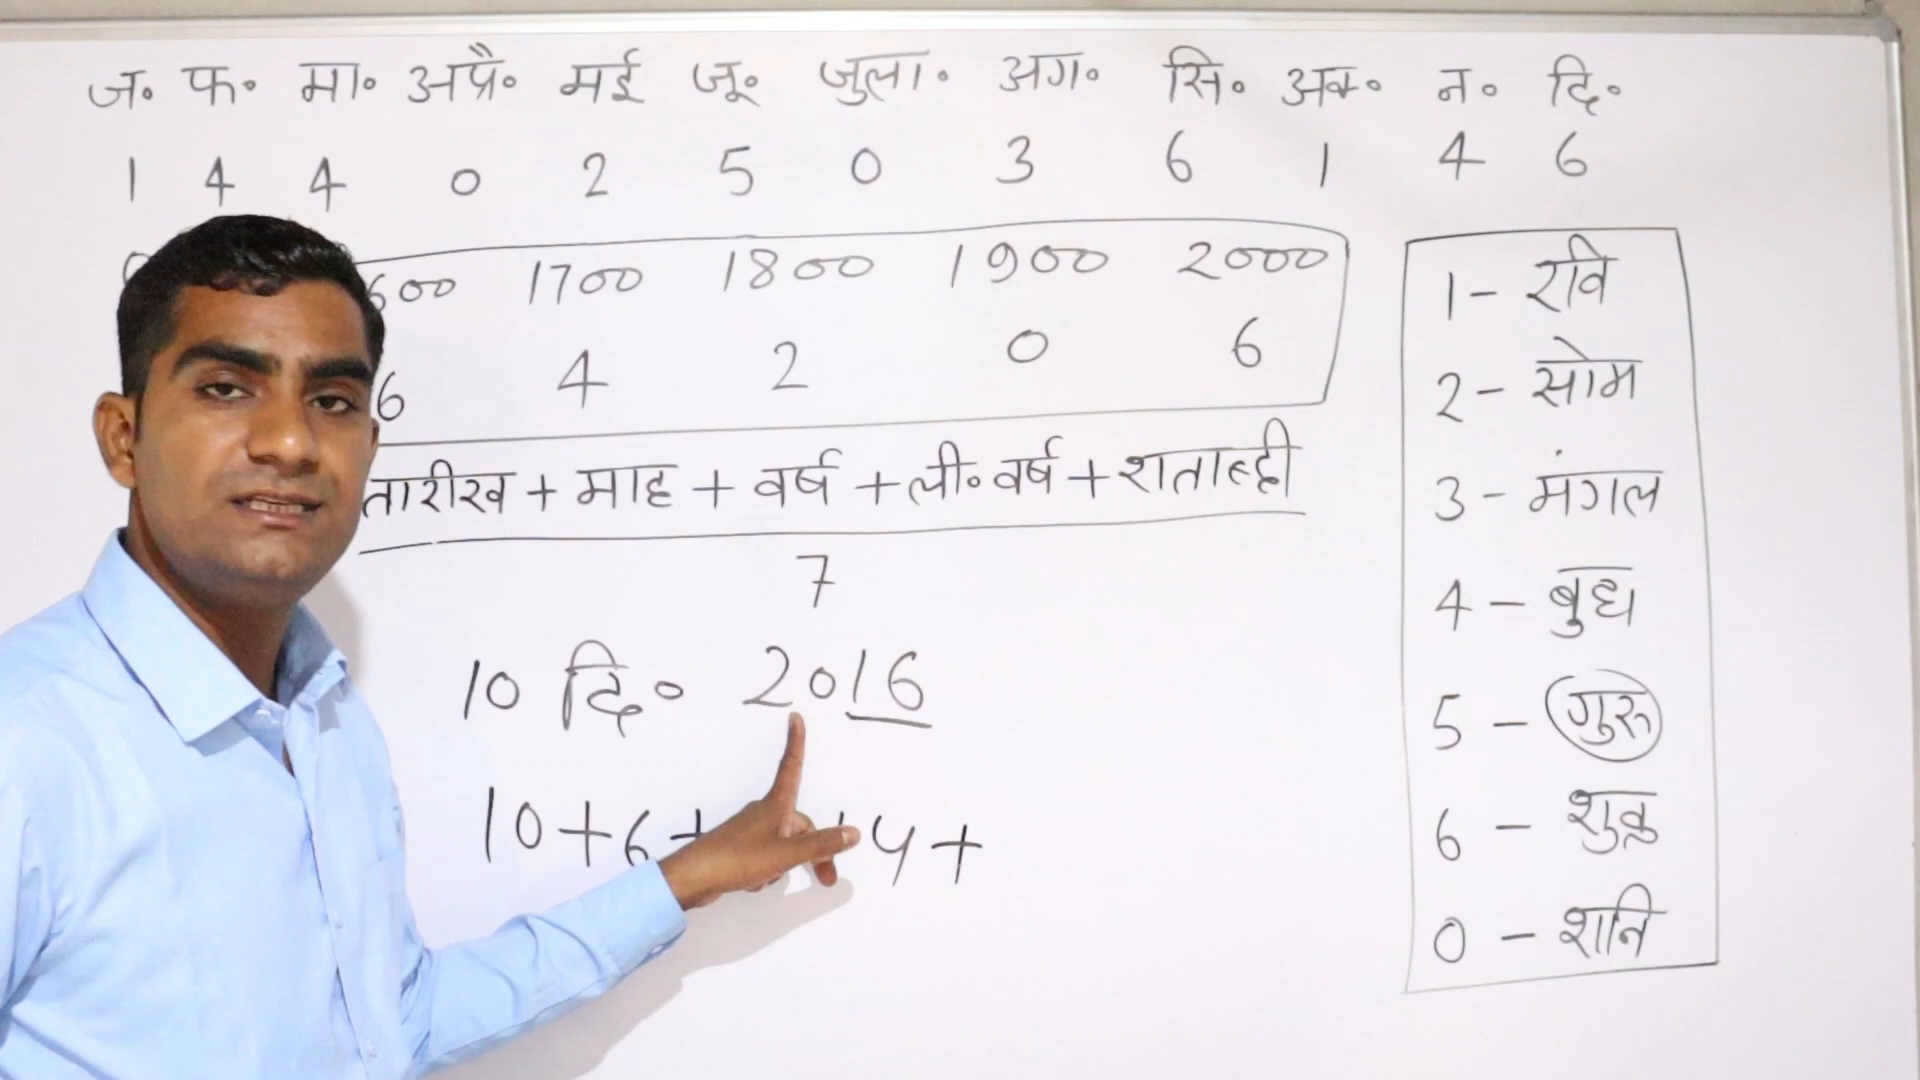 ज॰ फ॰ मा॰ अप्रै॰ मई जू॰ जुला॰ अग॰ सि॰ अक॰ न॰ दि॰
1 4 4 0 2 5 0 3 6 1 4 6
600 1700 1800 1900 2000
6 4 2 0 6
तारीख + माह + वर्ष + ली॰वर्ष + शताब्दी
7
10 दि॰ 2016
10+6+ +4+
1 - रवि
2 - सोम
3 - मंगल
4 - बुध
5 - गुरू
6 - शुक्र
0 - शनि